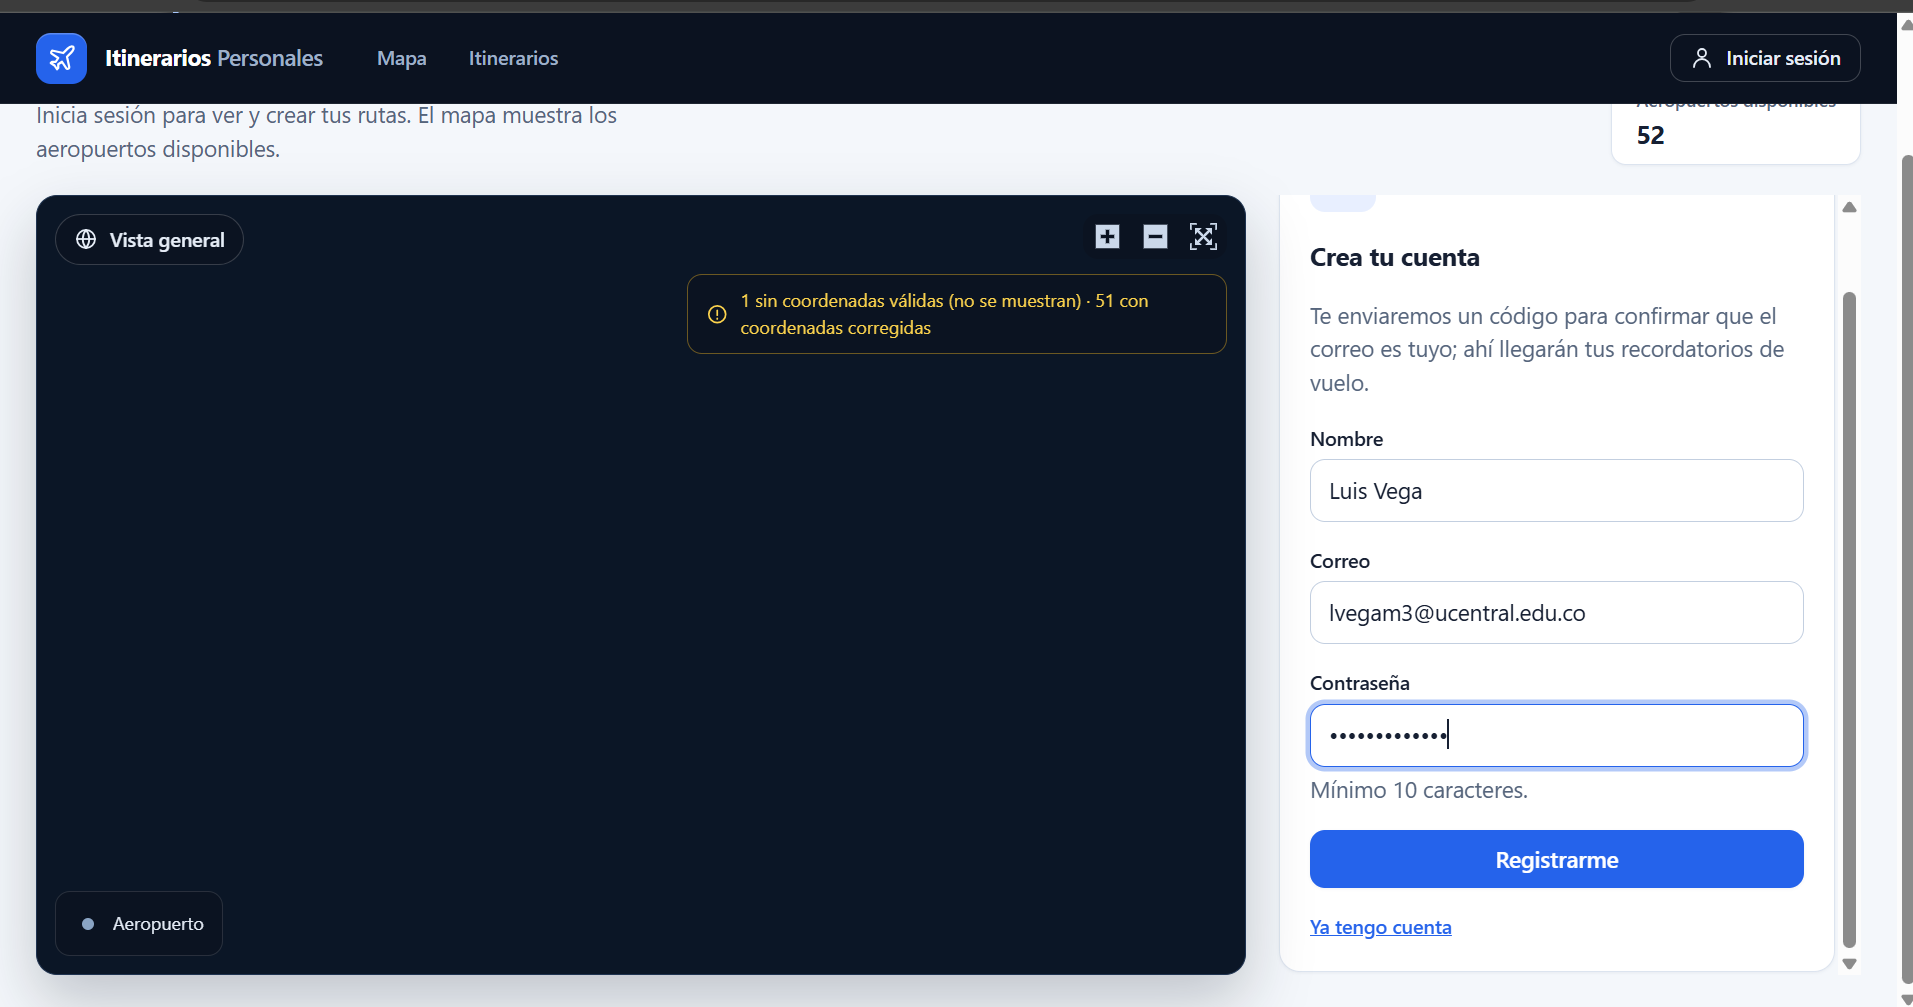 Itinerarios Personales
Mapa
Itinerarios
Iniciar sesión
Inicia sesión para ver y crear tus rutas. El mapa muestra los
aeropuertos disponibles.
Aeropuertos disponibles
52
Vista general
1 sin coordenadas válidas (no se muestran) · 51 con
coordenadas corregidas
Aeropuerto
Crea tu cuenta
Te enviaremos un código para confirmar que el
correo es tuyo; ahí llegarán tus recordatorios de
vuelo.
Nombre
Luis Vega
Correo
lvegam3@ucentral.edu.co
Contraseña
•••••••••••••
Mínimo 10 caracteres.
Registrarme
Ya tengo cuenta